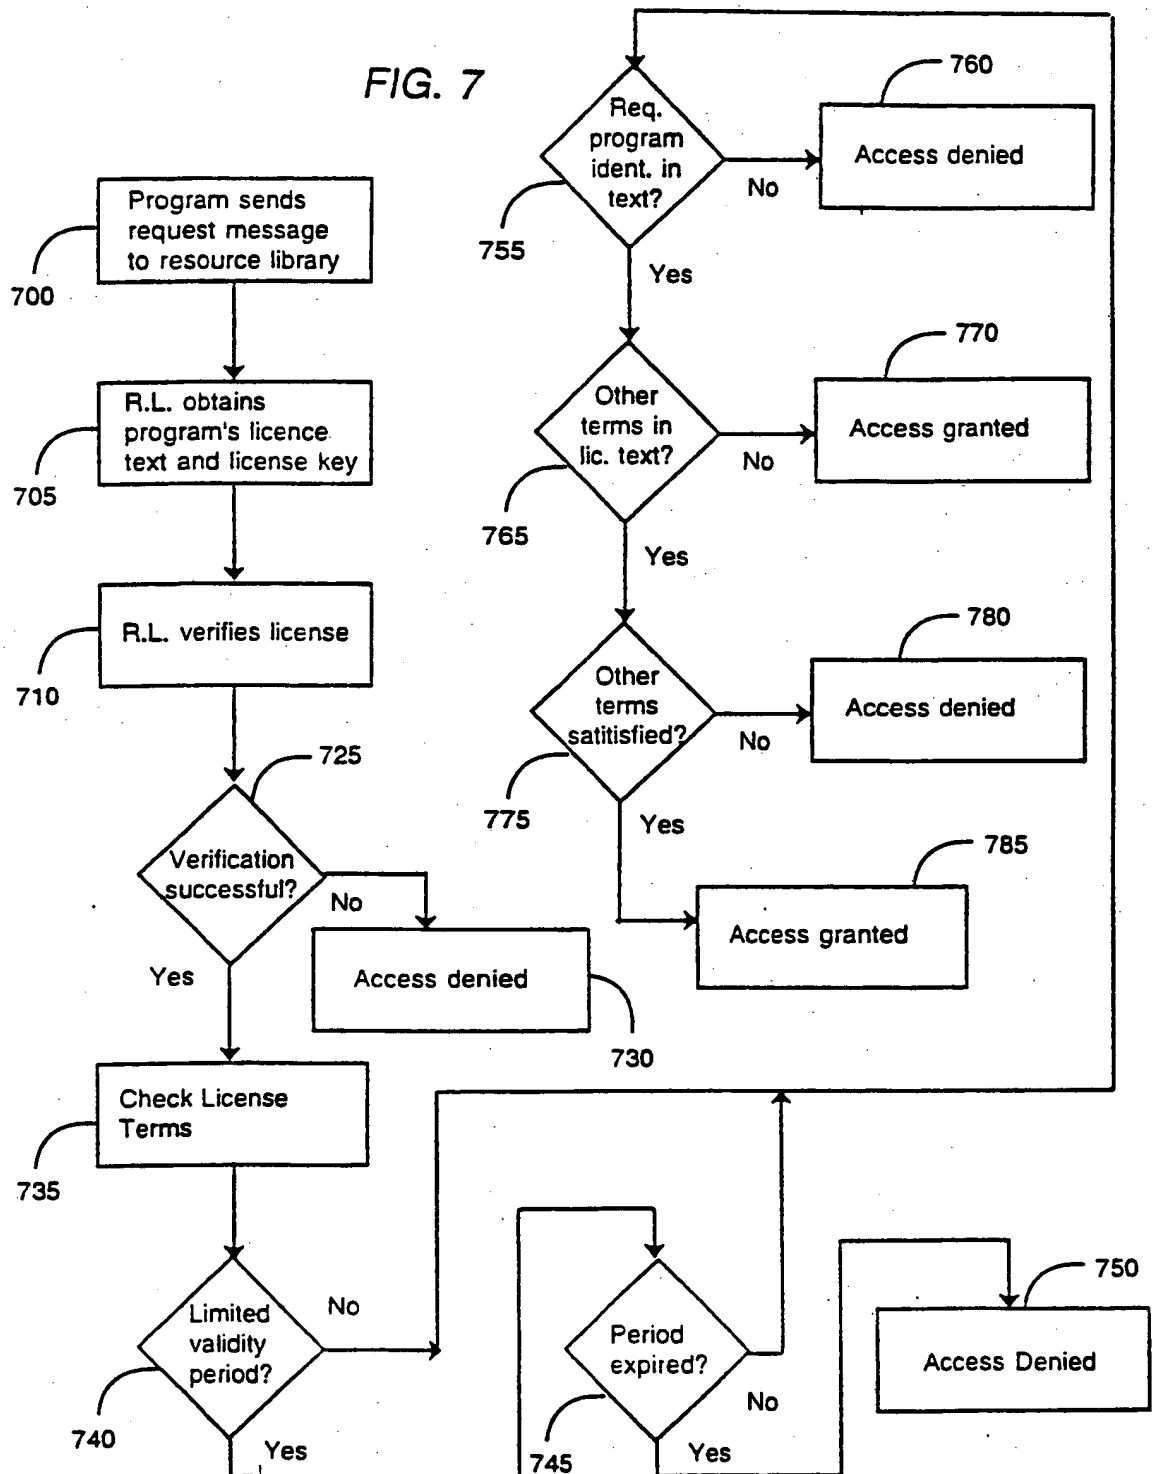 FIG. 7
Program sends
request message
to resource library
700
R.L. obtains
program's licence
text and license key
705
R.L. verifies license
710
725
Verification
successful?
No
Yes
Access denied
730
Check License
Terms
735
Limited
validity
period?
No
740
Yes
Period
expired?
No
745
Yes
750
Access Denied
Req.
program
ident. in
text?
755
No
Yes
760
Access denied
Other
terms in
lic. text?
765
No
Yes
770
Access granted
Other
terms
satitisfied?
775
No
Yes
780
Access denied
785
Access granted